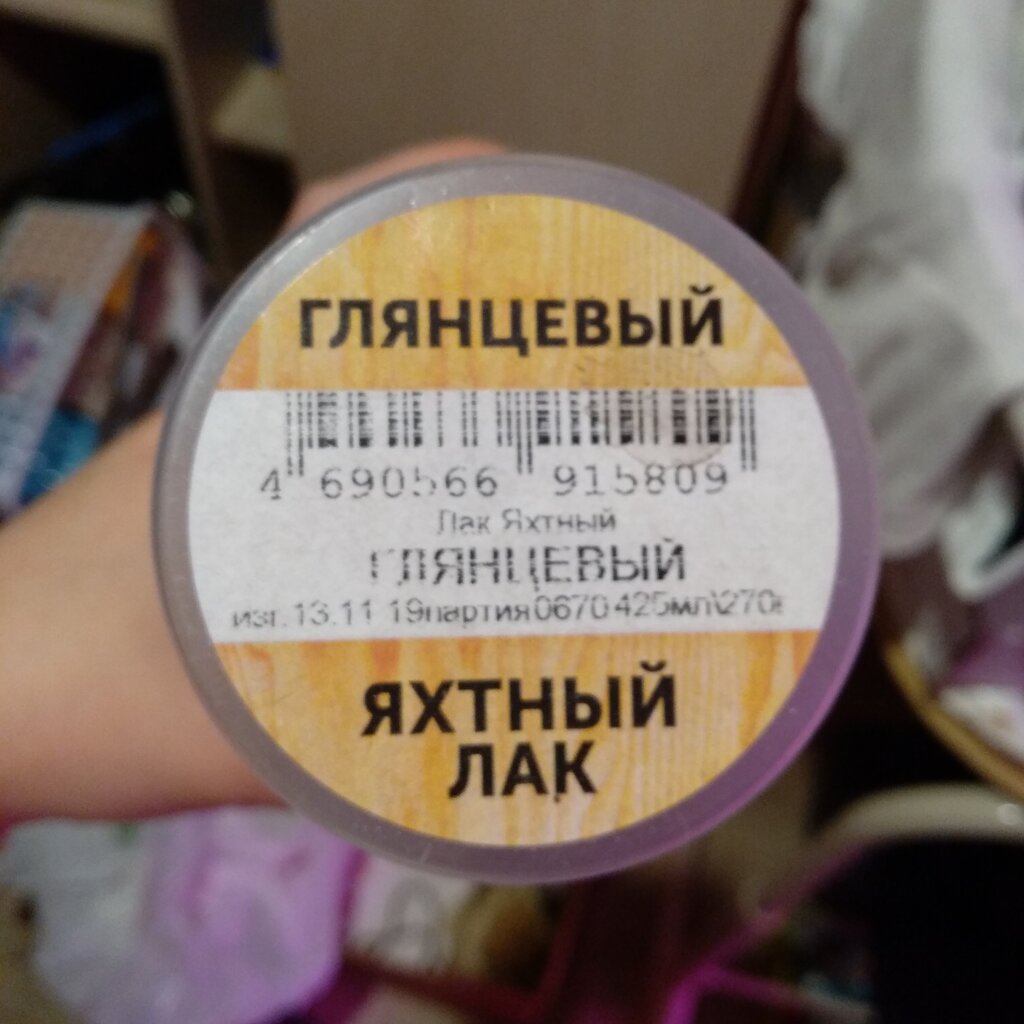 ГЛЯНЦЕВЫЙ
4 690566 915809
Лак Яхтный
ГЛЯНЦЕВЫЙ
изг. 13.11 19партия0670 425мл\270г
ЯХТНЫЙ
ЛАК